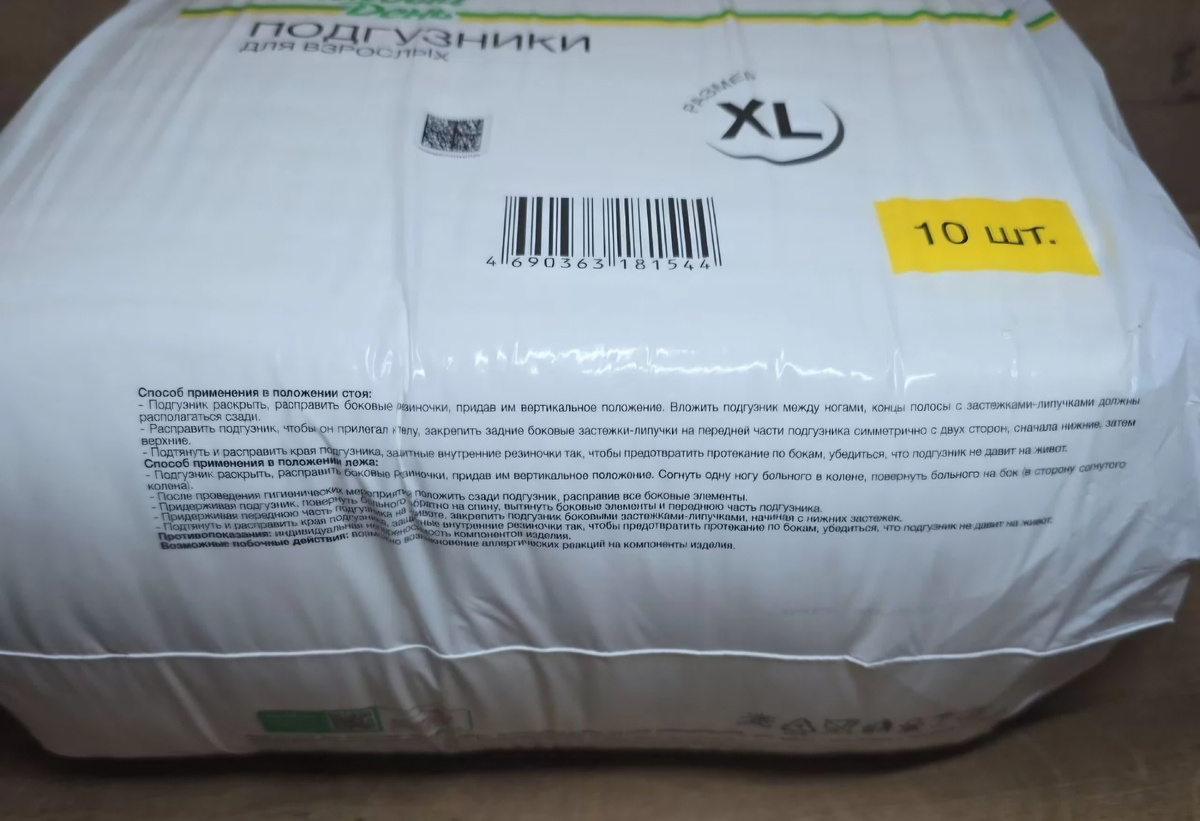 День
ПОДГУЗНИКИ
ДЛЯ ВЗРОСЛЫХ
РАЗМЕР
XL
10 шт.
4 690363 181544
Способ применения в положении стоя:
- Подгузник раскрыть, расправить боковые резиночки, придав им вертикальное положение. Вложить подгузник между ногами, концы полосы с застежками-липучками должны
располагаться сзади.
- Расправить подгузник, чтобы он прилегал к телу, закрепить задние боковые застежки-липучки на передней части подгузника симметрично с двух сторон, сначала нижние, затем
верхние.
- Подтянуть и расправить края подгузника, защитные внутренние резиночки так, чтобы предотвратить протекание по бокам, убедиться, что подгузник не давит на живот.
Способ применения в положении лежа:
- Подгузник раскрыть, расправить боковые резиночки, придав им вертикальное положение. Согнуть одну ногу больного в колене, повернуть больного на бок (в сторону согнутого
колена).
- После проведения гигиенических мероприятий положить сзади подгузник, расправив все боковые элементы.
- Придерживая подгузник, повернуть больного обратно на спину, вытянуть боковые элементы и переднюю часть подгузника.
- Придерживая переднюю часть подгузника на животе, закрепить подгузник боковыми застежками-липучками, начиная с нижних застежек.
- Подтянуть и расправить края подгузника, защитные внутренние резиночки так, чтобы предотвратить протекание по бокам, убедиться, что подгузник не давит на живот.
Противопоказания: индивидуальная непереносимость компонентов изделия.
Возможные побочные действия: возможно возникновение аллергических реакций на компоненты изделия.